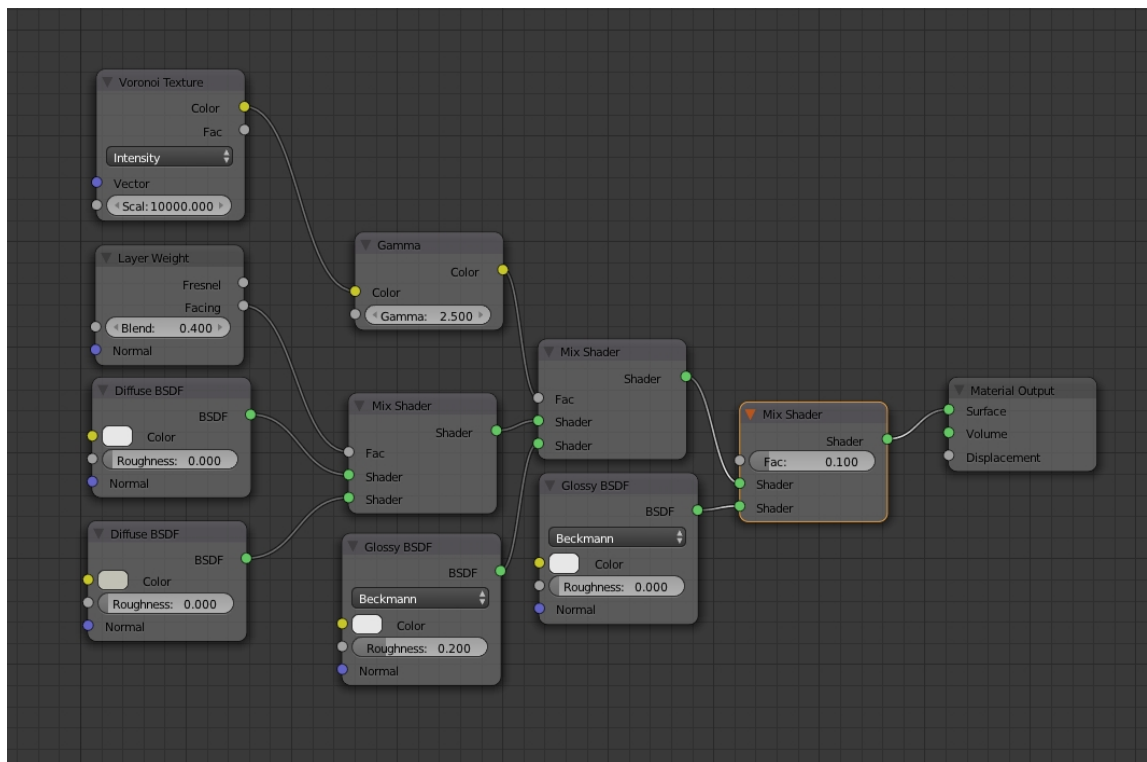 Voronoi Texture
Color
Fac
Intensity
Vector
Scal: 10000.000
Layer Weight
Fresnel
Facing
Blend: 0.400
Normal
Diffuse BSDF
BSDF
Color
Roughness: 0.000
Normal
Diffuse BSDF
BSDF
Color
Roughness: 0.000
Normal
Gamma
Color
Color
Gamma: 2.500
Mix Shader
Shader
Fac
Shader
Shader
Glossy BSDF
BSDF
Beckmann
Color
Roughness: 0.200
Normal
Mix Shader
Shader
Fac
Shader
Shader
Glossy BSDF
BSDF
Beckmann
Color
Roughness: 0.000
Normal
Mix Shader
Shader
Fac: 0.100
Shader
Shader
Material Output
Surface
Volume
Displacement